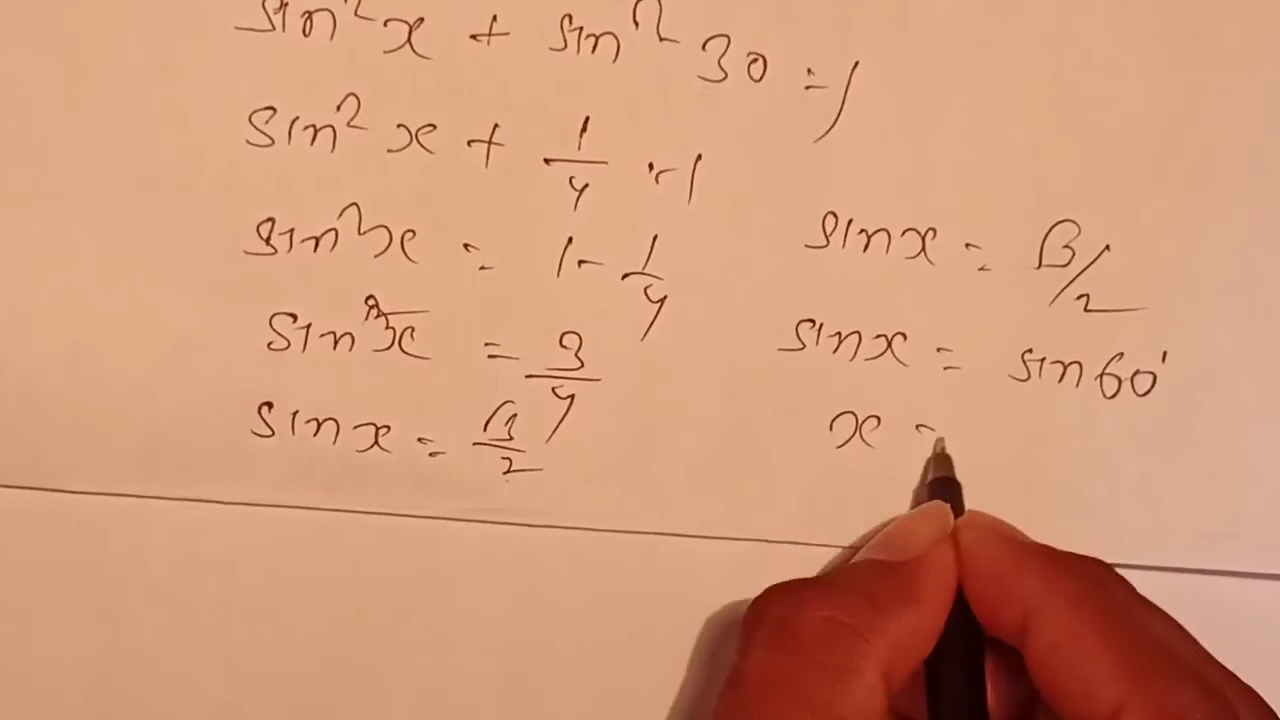 sin²x + sin²30 = 1
sin²x + 1/4 = 1
sin²x = 1 - 1/4
sin²x = 3/4
sinx = √3/2
sinx = √3/2
sinx = sin60°
x =